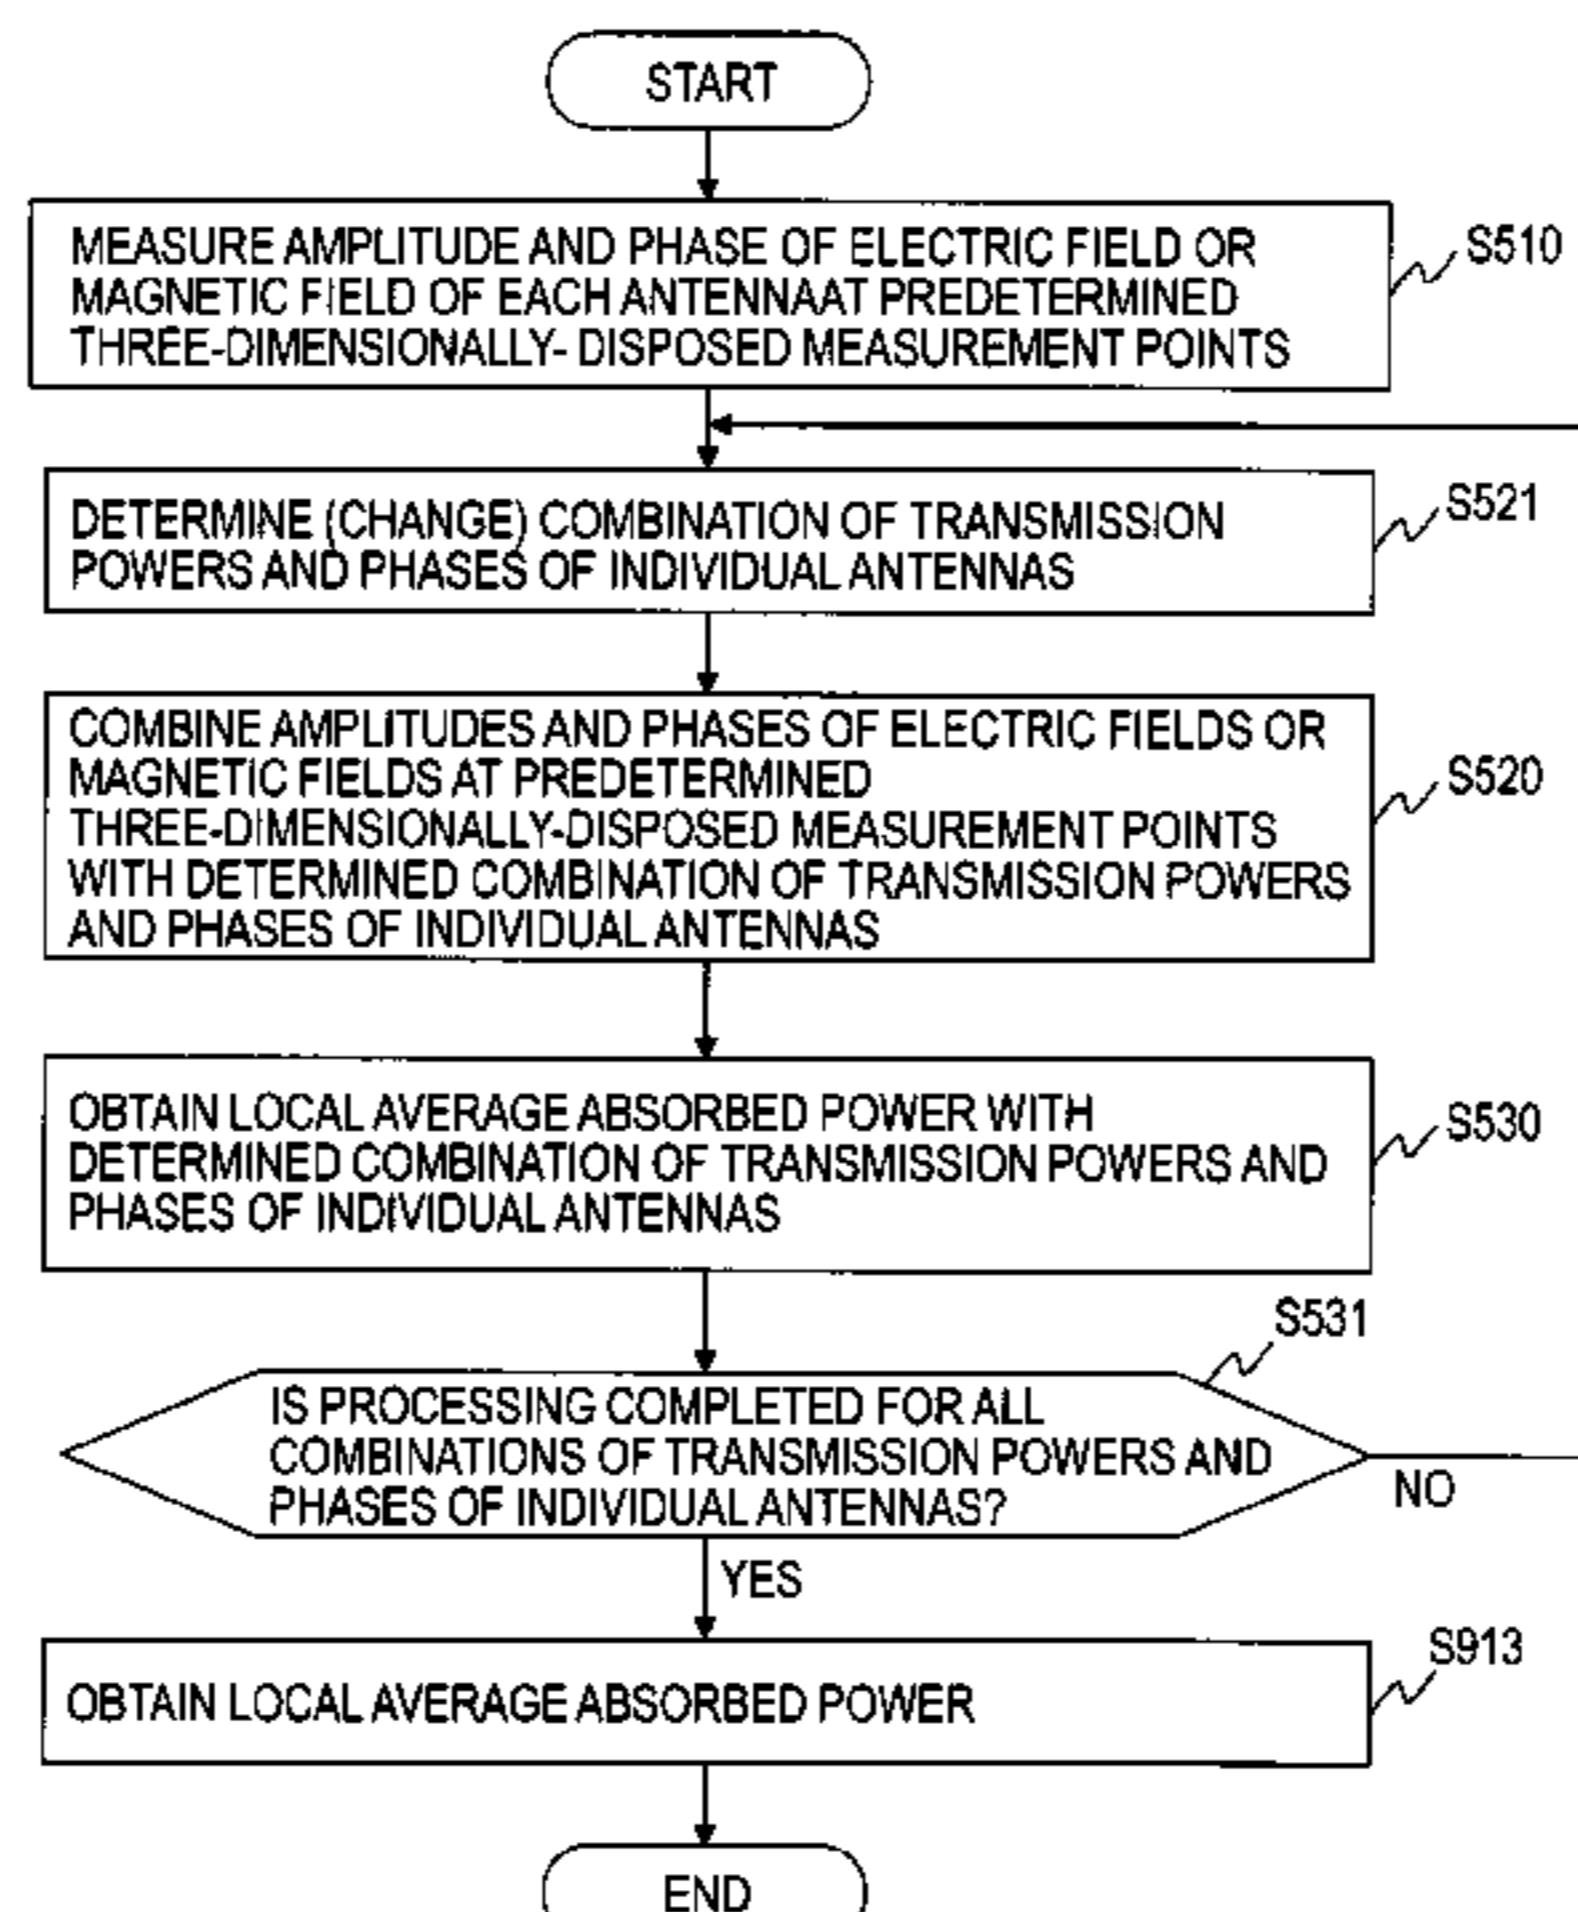 START
MEASURE AMPLITUDE AND PHASE OF ELECTRIC FIELD OR
MAGNETIC FIELD OF EACH ANTENNAAT PREDETERMINED
THREE-DIMENSIONALLY- DISPOSED MEASUREMENT POINTS
S510
DETERMINE (CHANGE) COMBINATION OF TRANSMISSION
POWERS AND PHASES OF INDIVIDUAL ANTENNAS
S521
COMBINE AMPLITUDES AND PHASES OF ELECTRIC FIELDS OR
MAGNETIC FIELDS AT PREDETERMINED
THREE-DIMENSIONALLY-DISPOSED MEASUREMENT POINTS
WITH DETERMINED COMBINATION OF TRANSMISSION POWERS
AND PHASES OF INDIVIDUAL ANTENNAS
S520
OBTAIN LOCAL AVERAGE ABSORBED POWER WITH
DETERMINED COMBINATION OF TRANSMISSION POWERS AND
PHASES OF INDIVIDUAL ANTENNAS
S530
S531
IS PROCESSING COMPLETED FOR ALL
COMBINATIONS OF TRANSMISSION POWERS AND
PHASES OF INDIVIDUAL ANTENNAS?
NO
YES
S913
OBTAIN LOCAL AVERAGE ABSORBED POWER
END